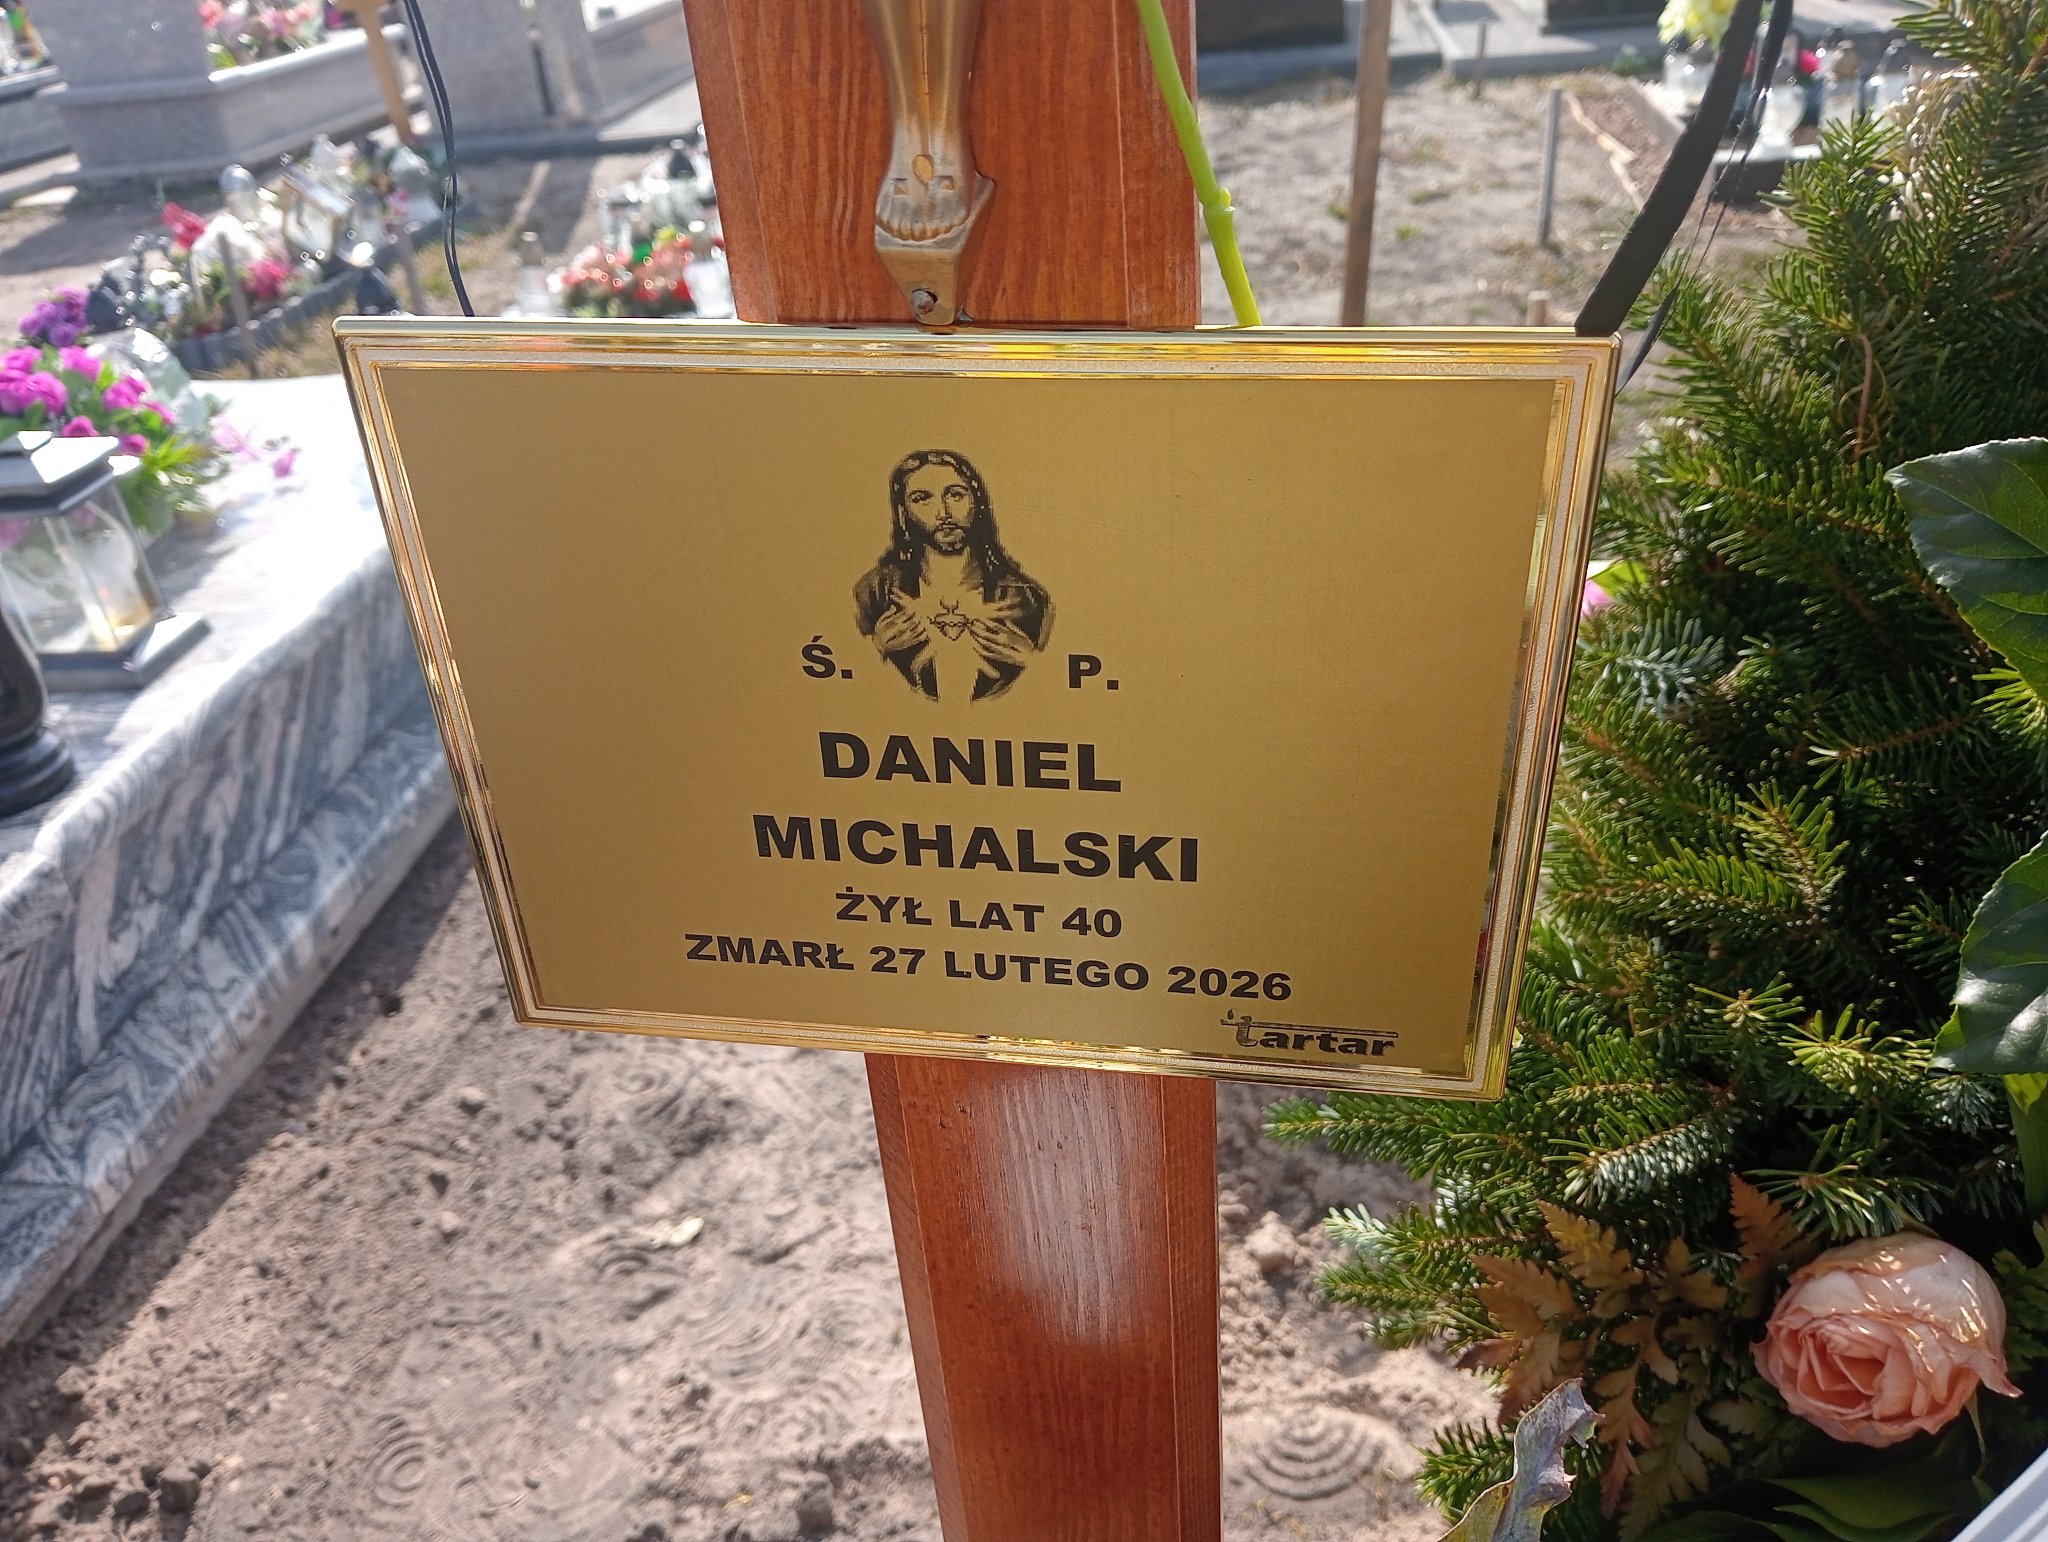 Ś. P.
DANIEL
MICHALSKI
ŻYŁ LAT 40
ZMARŁ 27 LUTEGO 2026
tartar